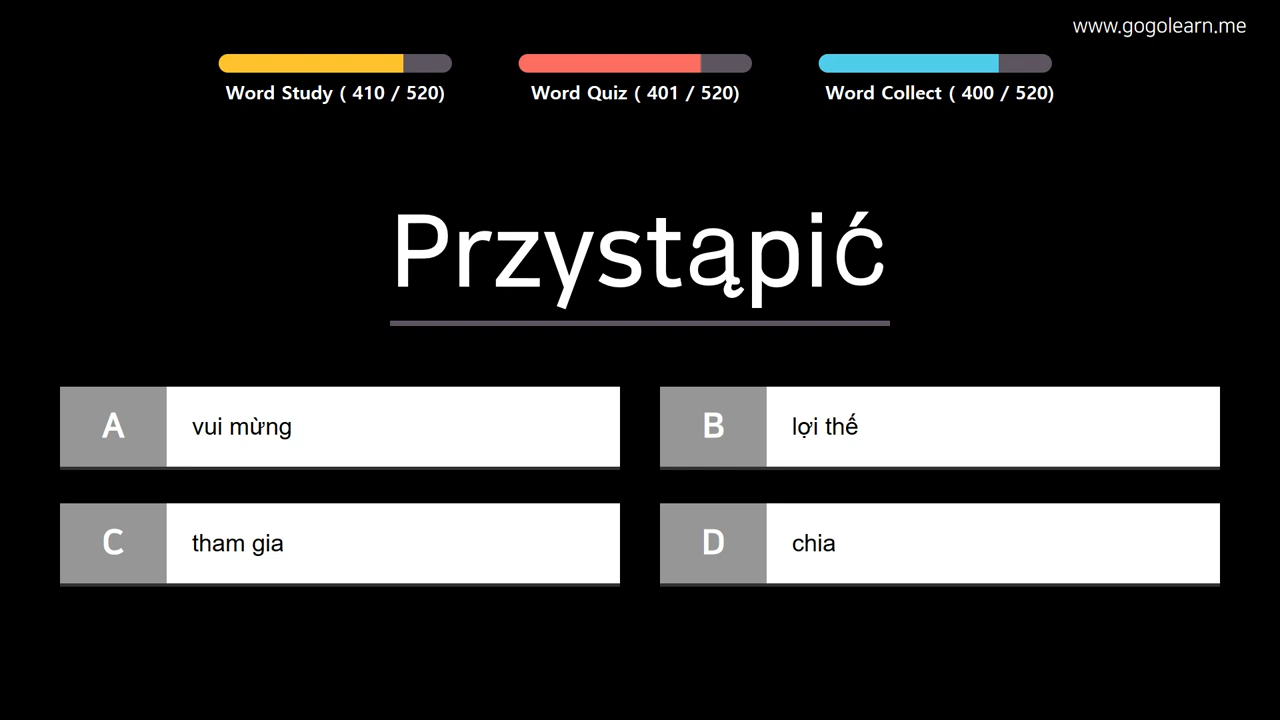 www.gogolearn.me
Word Study ( 410 / 520)
Word Quiz ( 401 / 520)
Word Collect ( 400 / 520)
Przystąpić
A
vui mừng
B
lợi thế
C
tham gia
D
chia